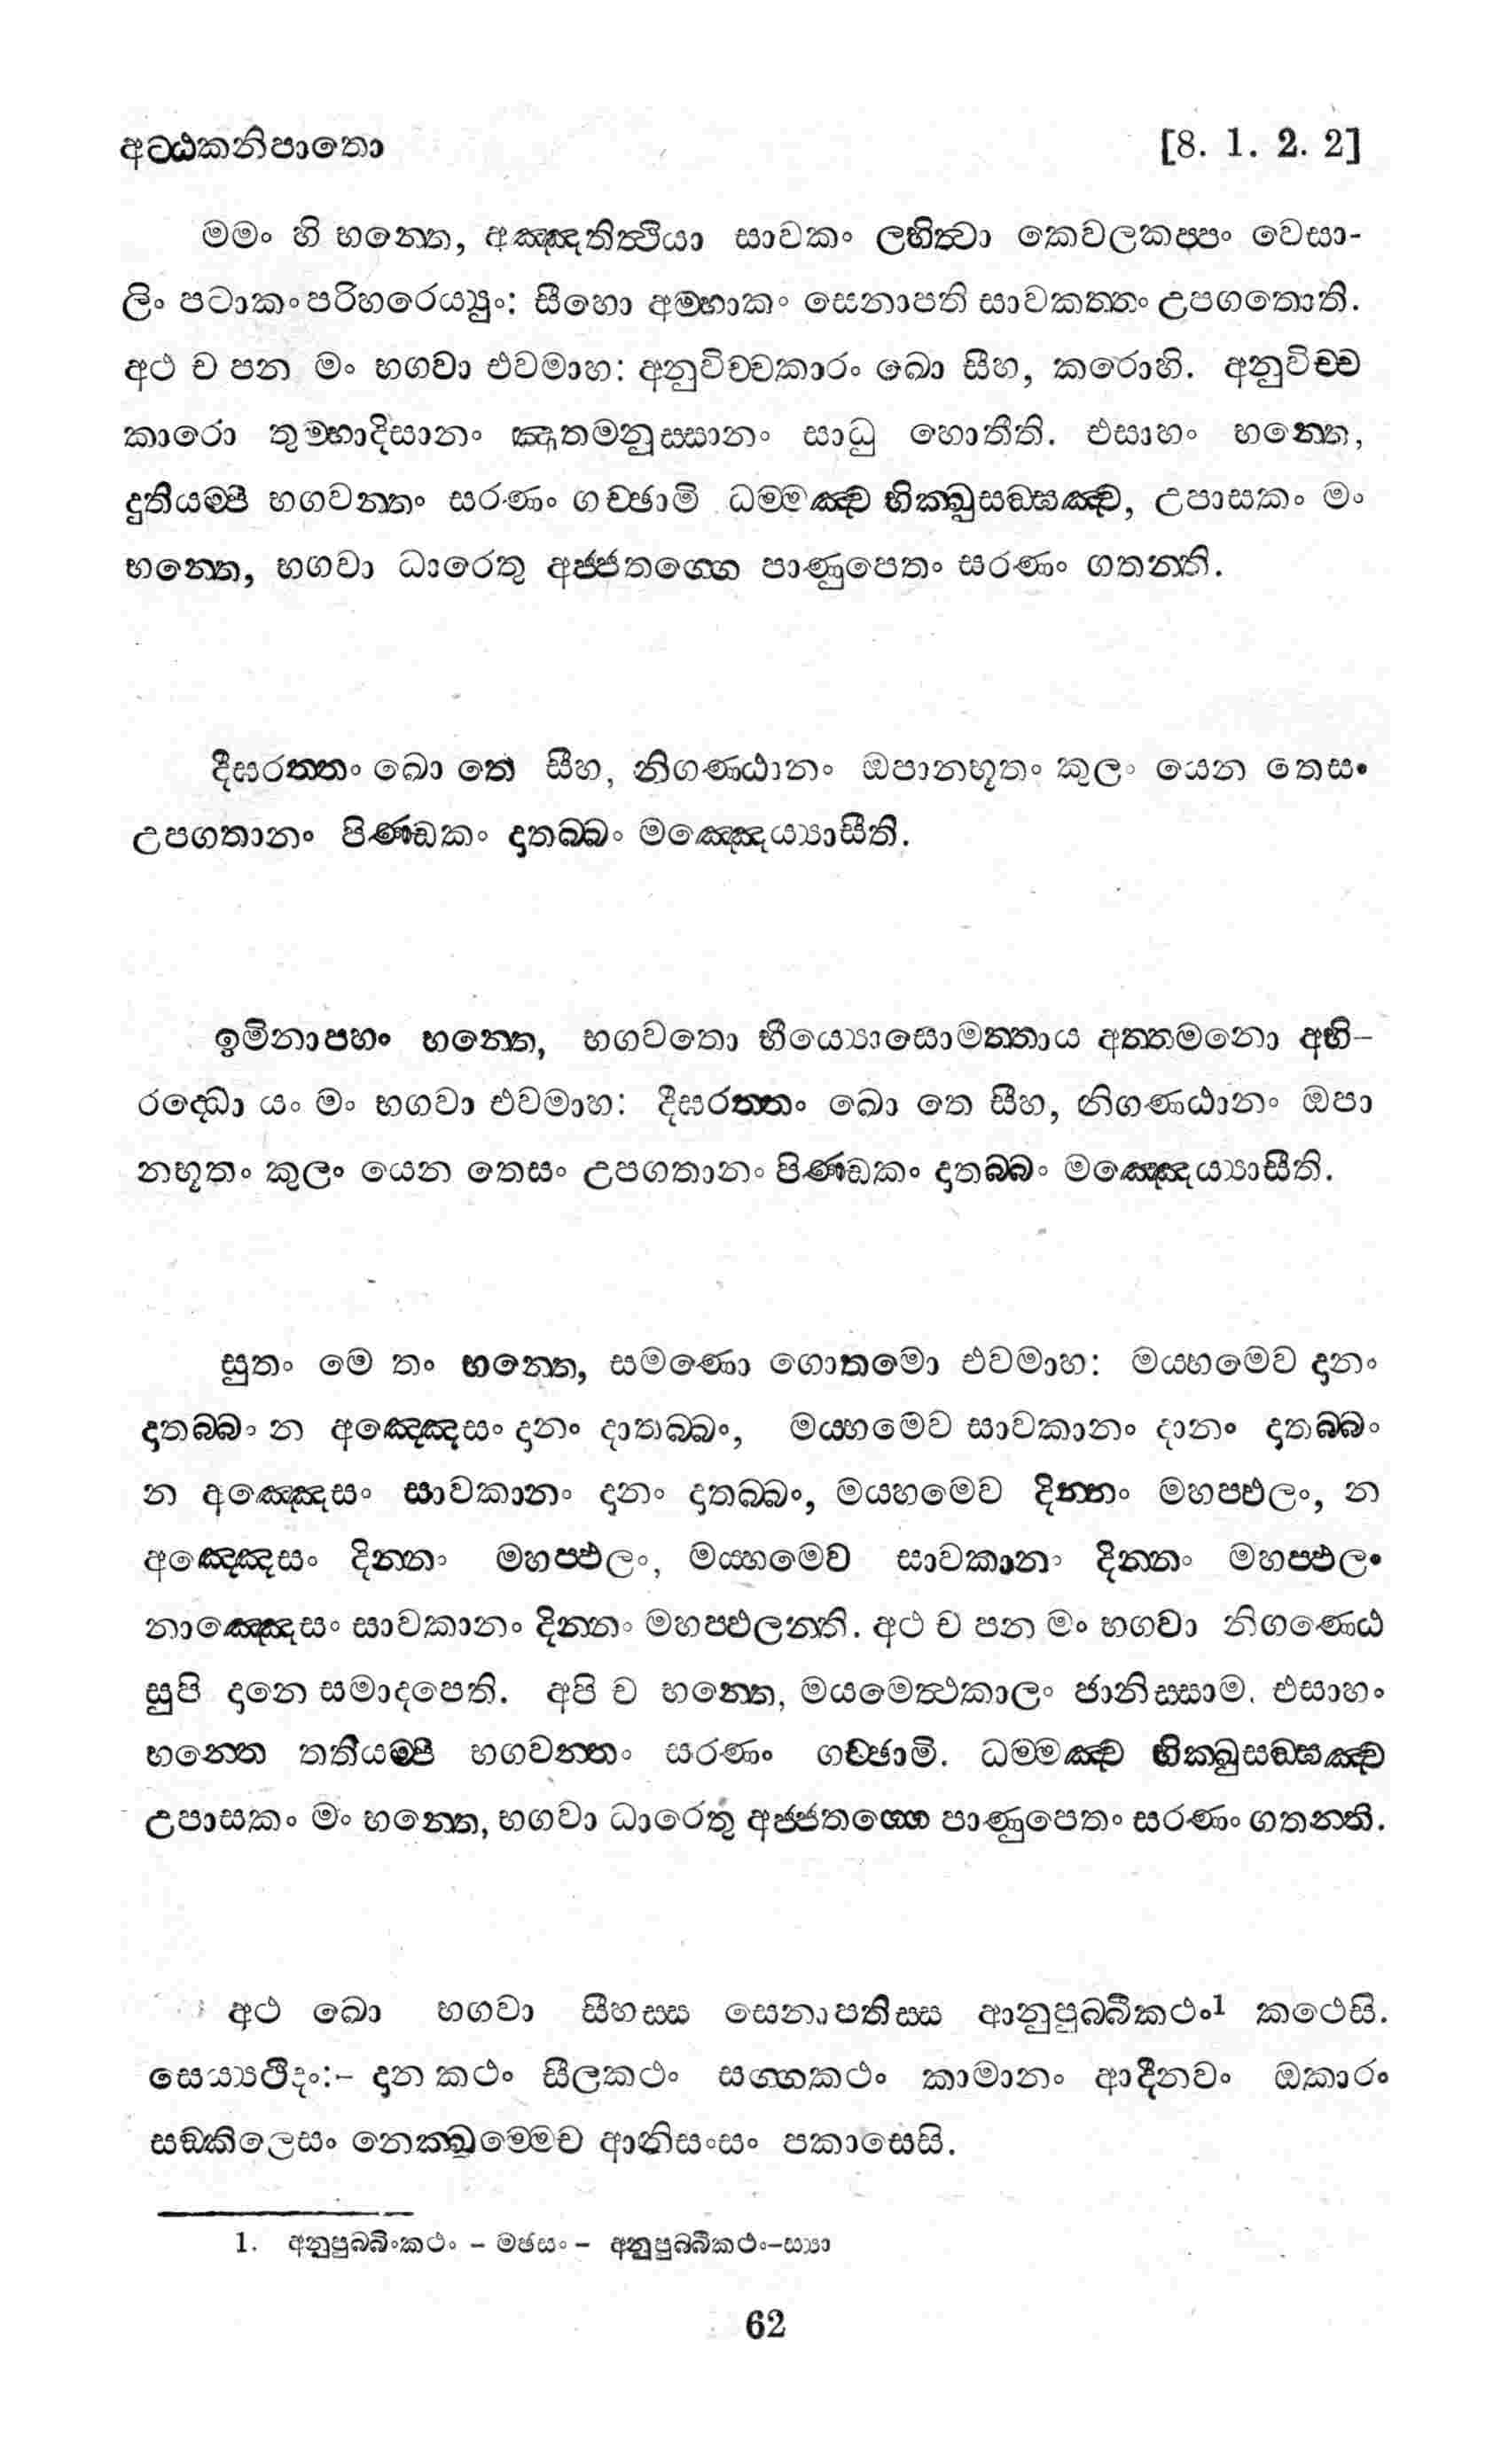 අට්ඨකනිපාතො [8. 1. 2. 2]
මමං හි භන්තෙ, අඤ්ඤතිත්ථියා සාවකං ලභිත්වා කෙවලකප්පං වෙසා-
ලිං පටාකං පරිහරෙය්‍යුං: සීහො අම්හාකං සෙනාපති සාවකත්තං උපගතොති.
අථ ච පන මං භගවා එවමාහ: අනුවිච්චකාරං ඛො සීහ, කරොහි. අනුවිච්ච
කාරො තුම්හාදිසානං ඤාතමනුස්සානං සාධු හොතීති. එසාහං භන්තෙ,
දුතියම්පි භගවන්තං සරණං ගච්ඡාමි ධම්මඤ්ච භික්ඛුසඞ්ඝඤ්ච, උපාසකං මං
භන්තෙ, භගවා ධාරෙතු අජ්ජතග්ගෙ පාණුපෙතං සරණං ගතන්ති.
දීඝරත්තං ඛො තෙ සීහ, නිගණ්ඨානං ඔපානභූතං කුලං යෙන තෙසං
උපගතානං පිණ්ඩකං දාතබ්බං මඤ්ඤෙය්‍යාසීති.
ඉමිනාපහං භන්තෙ, භගවතො භීය්‍යොසොමත්තාය අත්තමනො අභි-
රද්ධො යං මං භගවා එවමාහ: දීඝරත්තං ඛො තෙ සීහ, නිගණ්ඨානං ඔපා
නභූතං කුලං යෙන තෙසං උපගතානං පිණ්ඩකං දාතබ්බං මඤ්ඤෙය්‍යාසීති.
සුතං මෙ තං භන්තෙ, සමණො ගොතමො එවමාහ: මය්හමෙව දානං
දාතබ්බං න අඤ්ඤෙසං දානං දාතබ්බං, මය්හමෙව සාවකානං දානං දාතබ්බං
න අඤ්ඤෙසං සාවකානං දානං දාතබ්බං, මය්හමෙව දින්නං මහප්ඵලං, න
අඤ්ඤෙසං දින්නං මහප්ඵලං, මය්හමෙව සාවකානං දින්නං මහප්ඵලං
නාඤ්ඤෙසං සාවකානං දින්නං මහප්ඵලන්ති. අථ ච පන මං භගවා නිගණ්ඨෙ
සුපි දානෙ සමාදපෙති. අපි ච භන්තෙ, මයමෙත්ථකාලං ජානිස්සාම. එසාහං
භන්තෙ තතියම්පි භගවන්තං සරණං ගච්ඡාමි. ධම්මඤ්ච භික්ඛුසඞ්ඝඤ්ච
උපාසකං මං භන්තෙ, භගවා ධාරෙතු අජ්ජතග්ගෙ පාණුපෙතං සරණං ගතන්ති.
අථ ඛො භගවා සීහස්ස සෙනාපතිස්ස ආනුපුබ්බීකථං1 කථෙසි.
සෙය්‍යථිදං:- දාන කථං සීලකථං සග්ගකථං කාමානං ආදීනවං ඔකාරං
සඞ්කිලෙසං නෙක්ඛම්මෙච ආනිසංසං පකාසෙසි.
1. අනුපුබ්බිංකථං - මඡසං - අනුපුබ්බීකථං-ස්‍යා
62